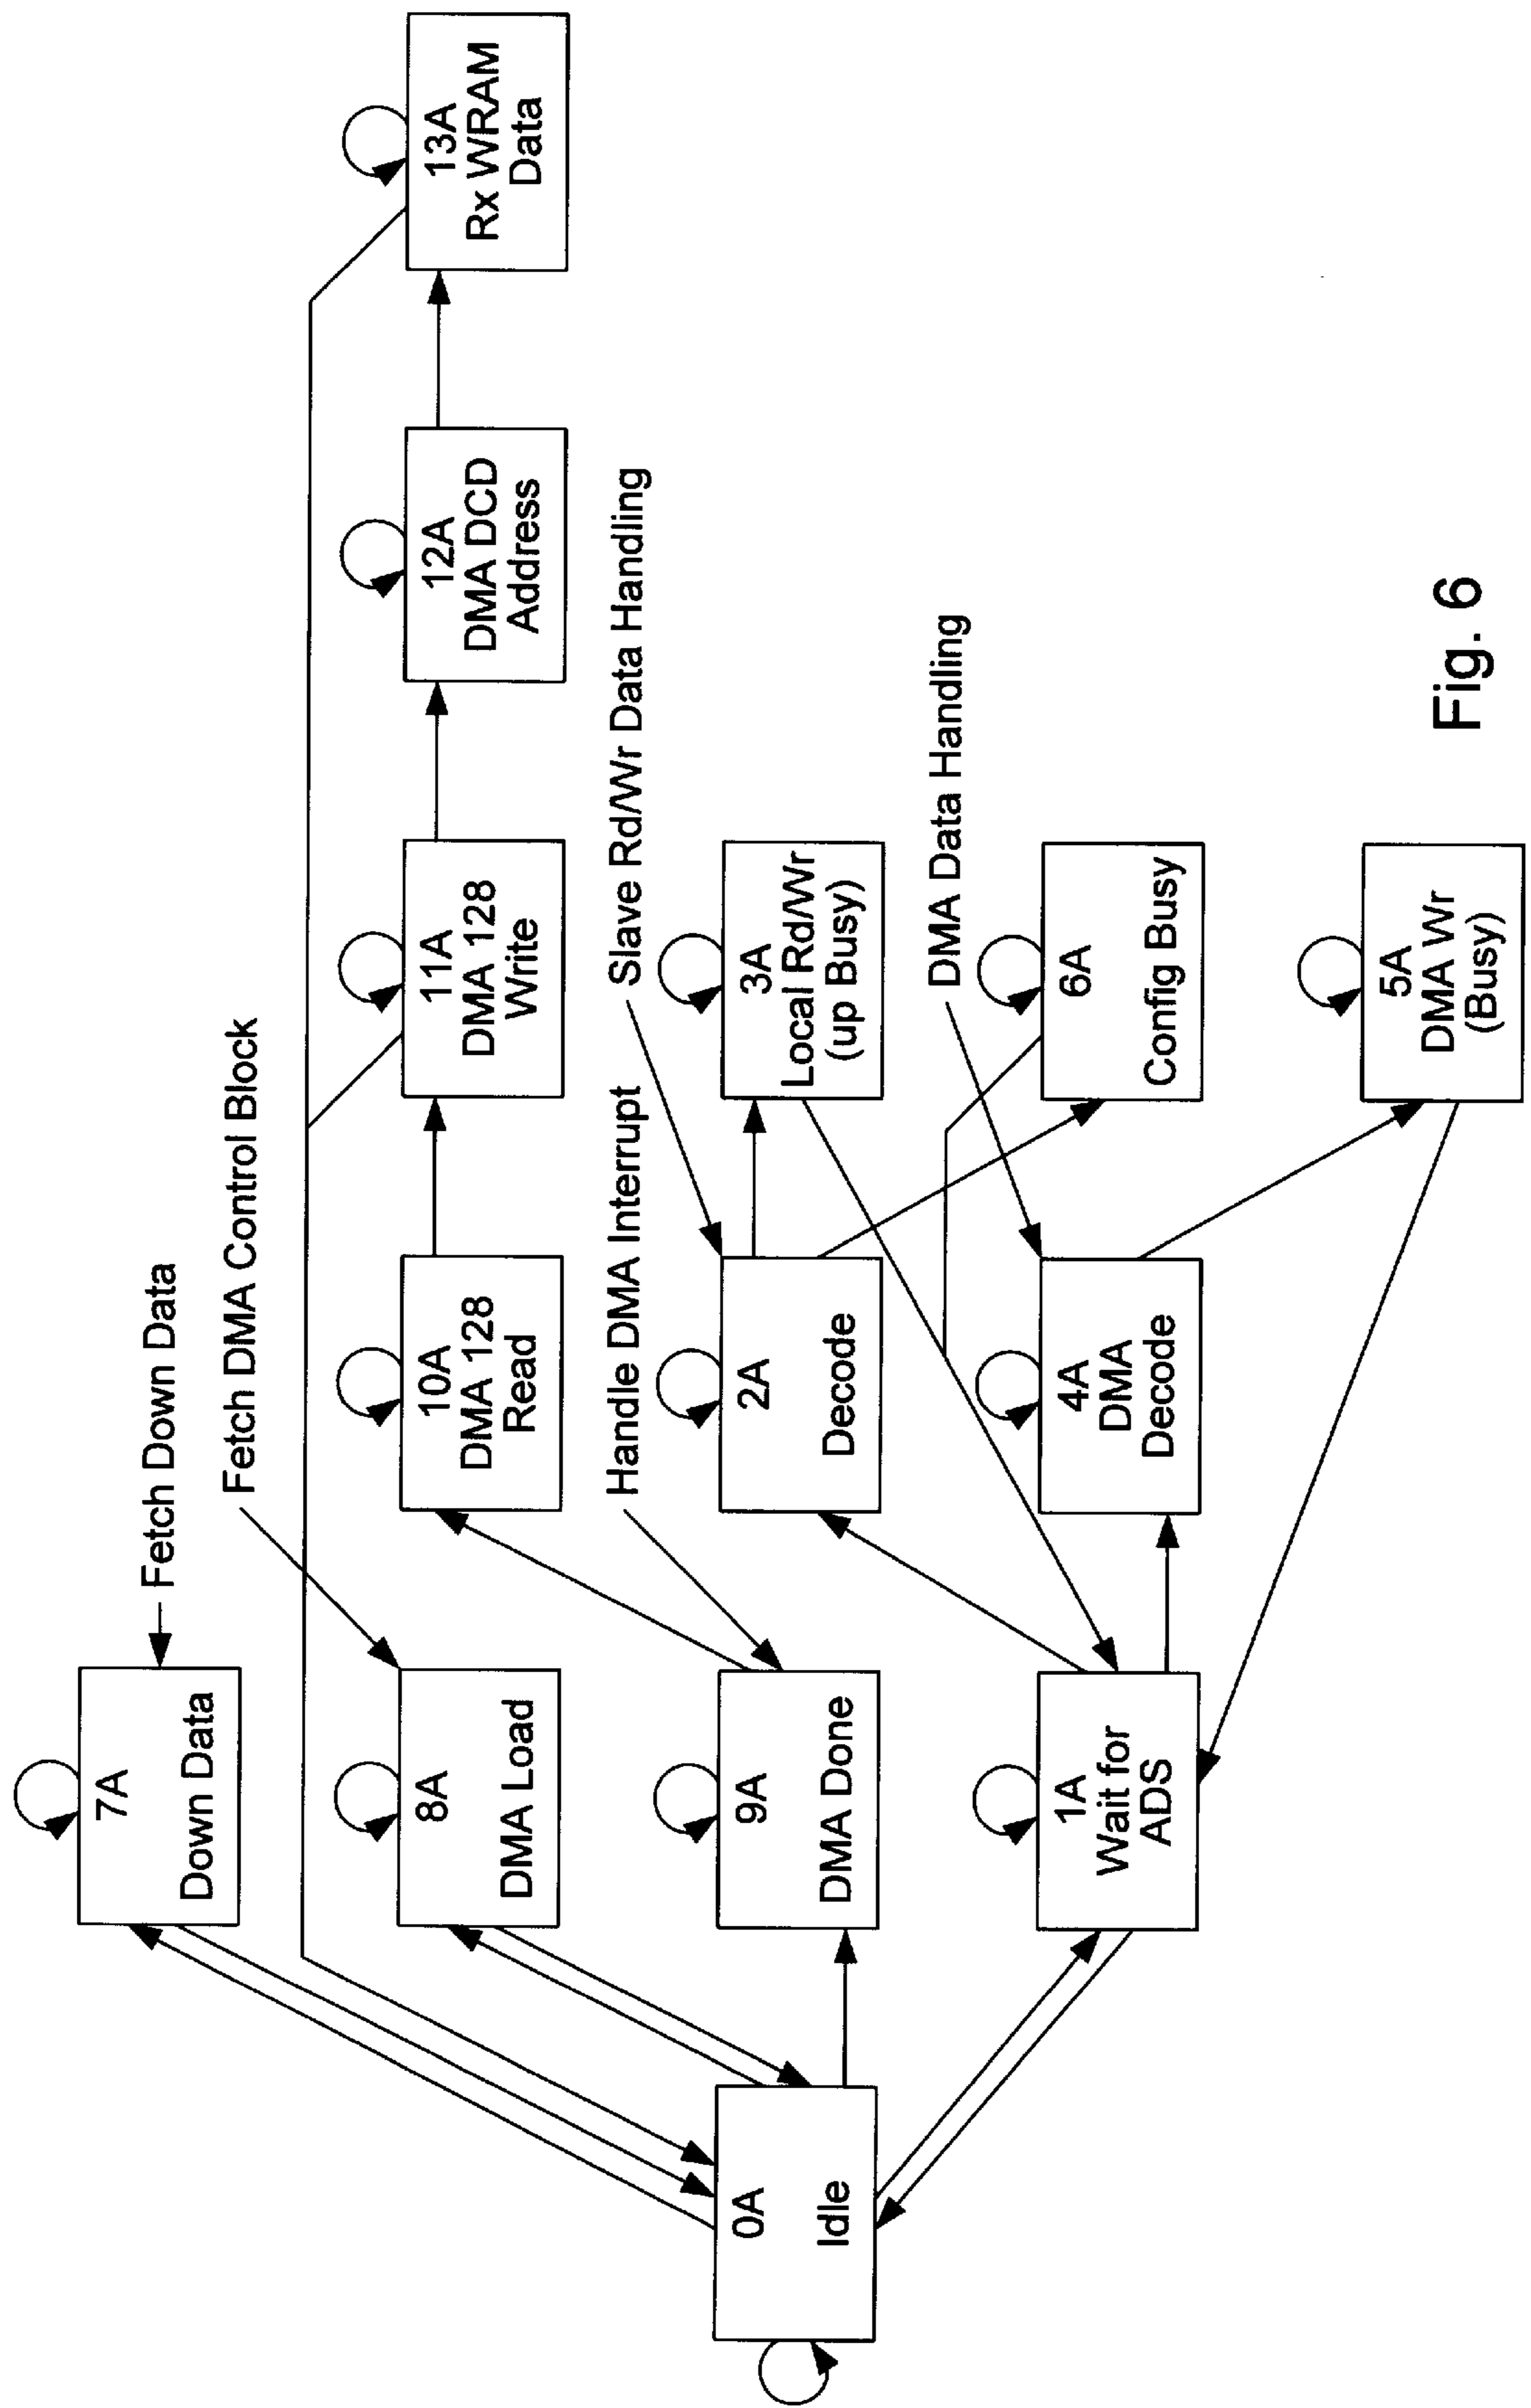 Fetch Down Data
7A
Down Data
Fetch DMA Control Block
8A
DMA Load
10A
DMA 128
Read
11A
DMA 128
Write
12A
DMA DCD
Address
13A
Rx WRAM
Data
Handle DMA Interrupt
Slave Rd/Wr Data Handling
0A
Idle
9A
DMA Done
2A
Decode
3A
Local Rd/Wr
(up Busy)
DMA Data Handling
1A
Wait for
ADS
4A
DMA
Decode
6A
Config Busy
5A
DMA Wr
(Busy)
Fig. 6